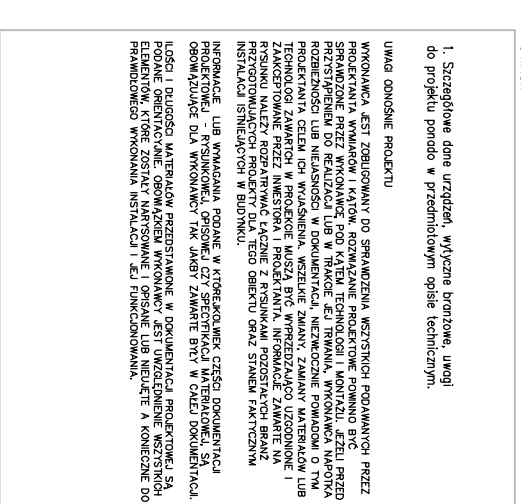 1. Szczegółowe dane urządzeń, wytyczne branżowe, uwagi
do projektu ponado w przedmiotowym opisie technicznym.
UWAGI ODNOŚNIE PROJEKTU
WYKONAWCA JEST ZOBLIGOWANY DO SPRAWDZENIA WSZYSTKICH PODAWANYCH PRZEZ
PROJEKTANTA WYMIARÓW I KĄTÓW. ROZWIĄZANIE PROJEKTOWE POWINNO BYĆ
SPRAWDZONE PRZEZ WYKONAWCĘ POD KĄTEM TECHNOLOGII I MONTAŻU. JEŻELI PRZED
PRZYSTĄPIENIEM DO REALIZACJI LUB W TRAKCIE JEJ TRWANIA, WYKONAWCA NAPOTKA
ROZBIEŻNOŚCI LUB NIEJASNOŚCI W DOKUMENTACJI, NIEZWŁOCZNIE POWIADOMI O TYM
PROJEKTANTA CELEM ICH WYJAŚNIENIA. WSZELKIE ZMIANY, ZAMIANY MATERIAŁÓW LUB
TECHNOLOGI ZAWARTCH W PROJEKCIE MUSZĄ BYĆ WYPRZEDZAJĄCO UZGODNIONE I
ZAAKCEPTOWANE PRZEZ INWESTORA I PROJEKTANTA. INFORMACJE ZAWARTE NA
RYSUNKU NALEŻY ROZPATRYWAĆ ŁĄCZNIE Z RYSUNKAMI POZOSTAŁYCH BRANŻ
PRZYGOTOWUJĄCYCH PROJEKTY DLA TEGO OBIEKTU ORAZ STANEM FAKTYCZNYM
INSTALACJI ISTNIEJĄCYCH W BUDYNKU.
INFORMACJE LUB WYMAGANIA PODANE W KTÓREJKOLWIEK CZĘŚCI DOKUMENTACJI
PROJEKTOWEJ - RYSUNKOWEJ, OPISOWEJ CZY SPECYFIKACJI MATERIAŁOWEJ, SĄ
OBOWIĄZUJĄCE DLA WYKONAWCY TAK JAKBY ZAWARTE BYŁY W CAŁEJ DOKUMENTACJI.
ILOŚCI I DŁUGOŚCI MATERIAŁÓW PRZEDSTAWIONE W DOKUMENTACJI PROJEKTOWEJ SĄ
PODANE ORIENTACYJNIE. OBOWIĄZKIEM WYKONAWCY JEST UWZGLĘDNIENIE WSZYSTKICH
ELEMENTÓW, KTÓRE ZOSTAŁY NARYSOWANE I OPISANE LUB NIEUJĘTE A KONIECZNE DO
PRAWIDŁOWEGO WYKONANIA INSTALACJI I JEJ FUNKCJONOWANIA.